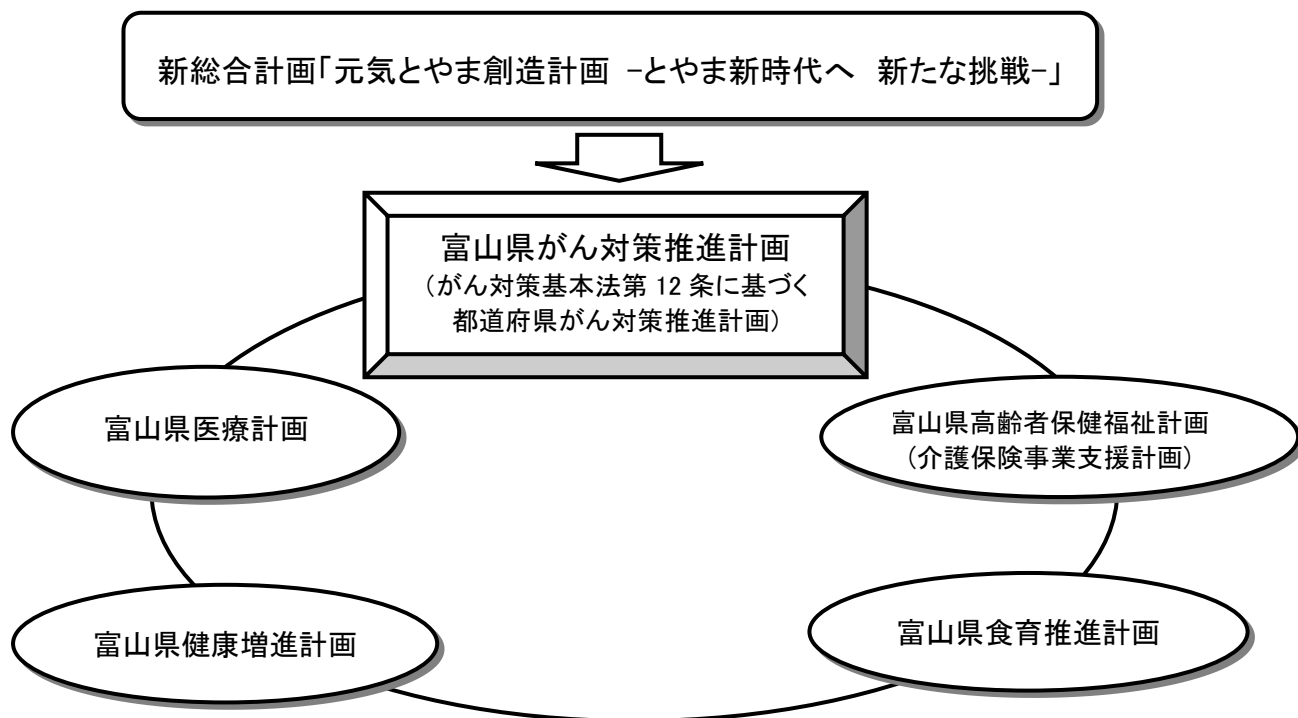 新総合計画「元気とやま創造計画 -とやま新時代へ 新たな挑戦-」
富山県がん対策推進計画
（がん対策基本法第 12 条に基づく
都道府県がん対策推進計画）
富山県医療計画
富山県高齢者保健福祉計画
（介護保険事業支援計画）
富山県健康増進計画
富山県食育推進計画